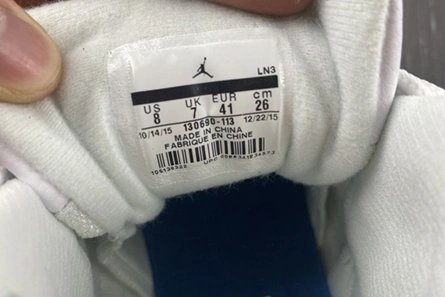 LN3
US UK EUR cm
8 7 41 26
10/14/15 130690-113 12/22/15
MADE IN CHINA
FABRIQUE EN CHINE